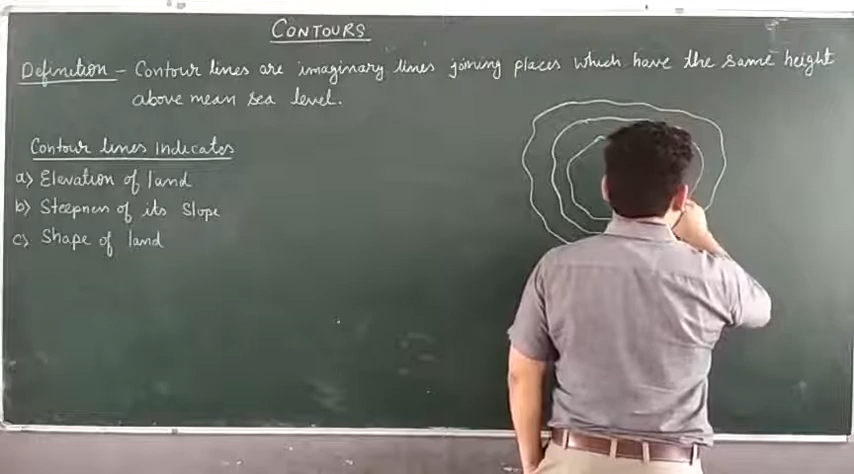 CONTOURS
Definition - Contour lines are imaginary lines joining places which have the same height
above mean sea level.
Contour lines indicates
a) Elevation of land
b) Steepness of its Slope
c) Shape of land